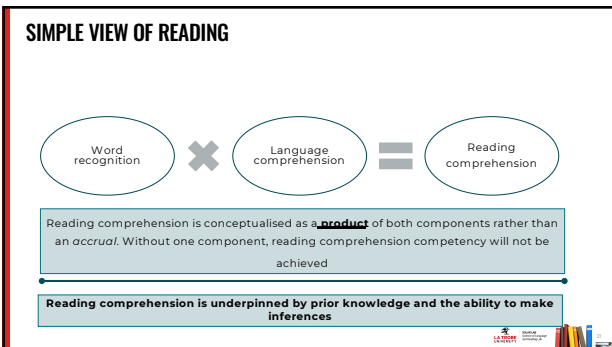 SIMPLE VIEW OF READING
Word
recognition
Language
comprehension
Reading
comprehension
Reading comprehension is conceptualised as a product of both components rather than
an accrual. Without one component, reading comprehension competency will not be
achieved
Reading comprehension is underpinned by prior knowledge and the ability to make
inferences
LA TROBE
UNIVERSITY